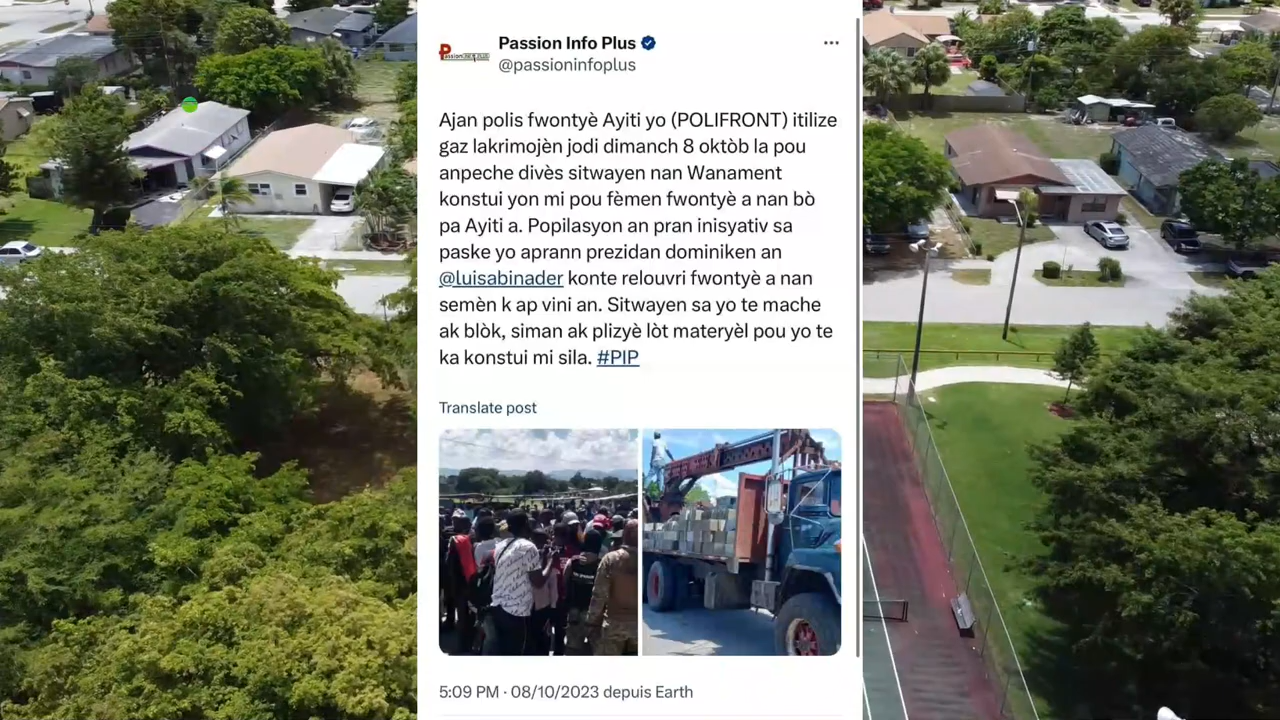 Passion Info Plus
@passioninfoplus
Ajan polis fwontyè Ayiti yo (POLIFRONT) itilize
gaz lakrimojèn jodi dimanch 8 oktòb la pou
anpeche divès sitwayen nan Wanament
konstui yon mi pou fèmen fwontyè a nan bò
pa Ayiti a. Popilasyon an pran inisyativ sa
paske yo aprann prezidan dominiken an
@luisabinader konte relouvri fwontyè a nan
semèn k ap vini an. Sitwayen sa yo te mache
ak blòk, siman ak plizyè lòt materyèl pou yo te
ka konstui mi sila. #PIP
Translate post
5:09 PM · 08/10/2023 depuis Earth